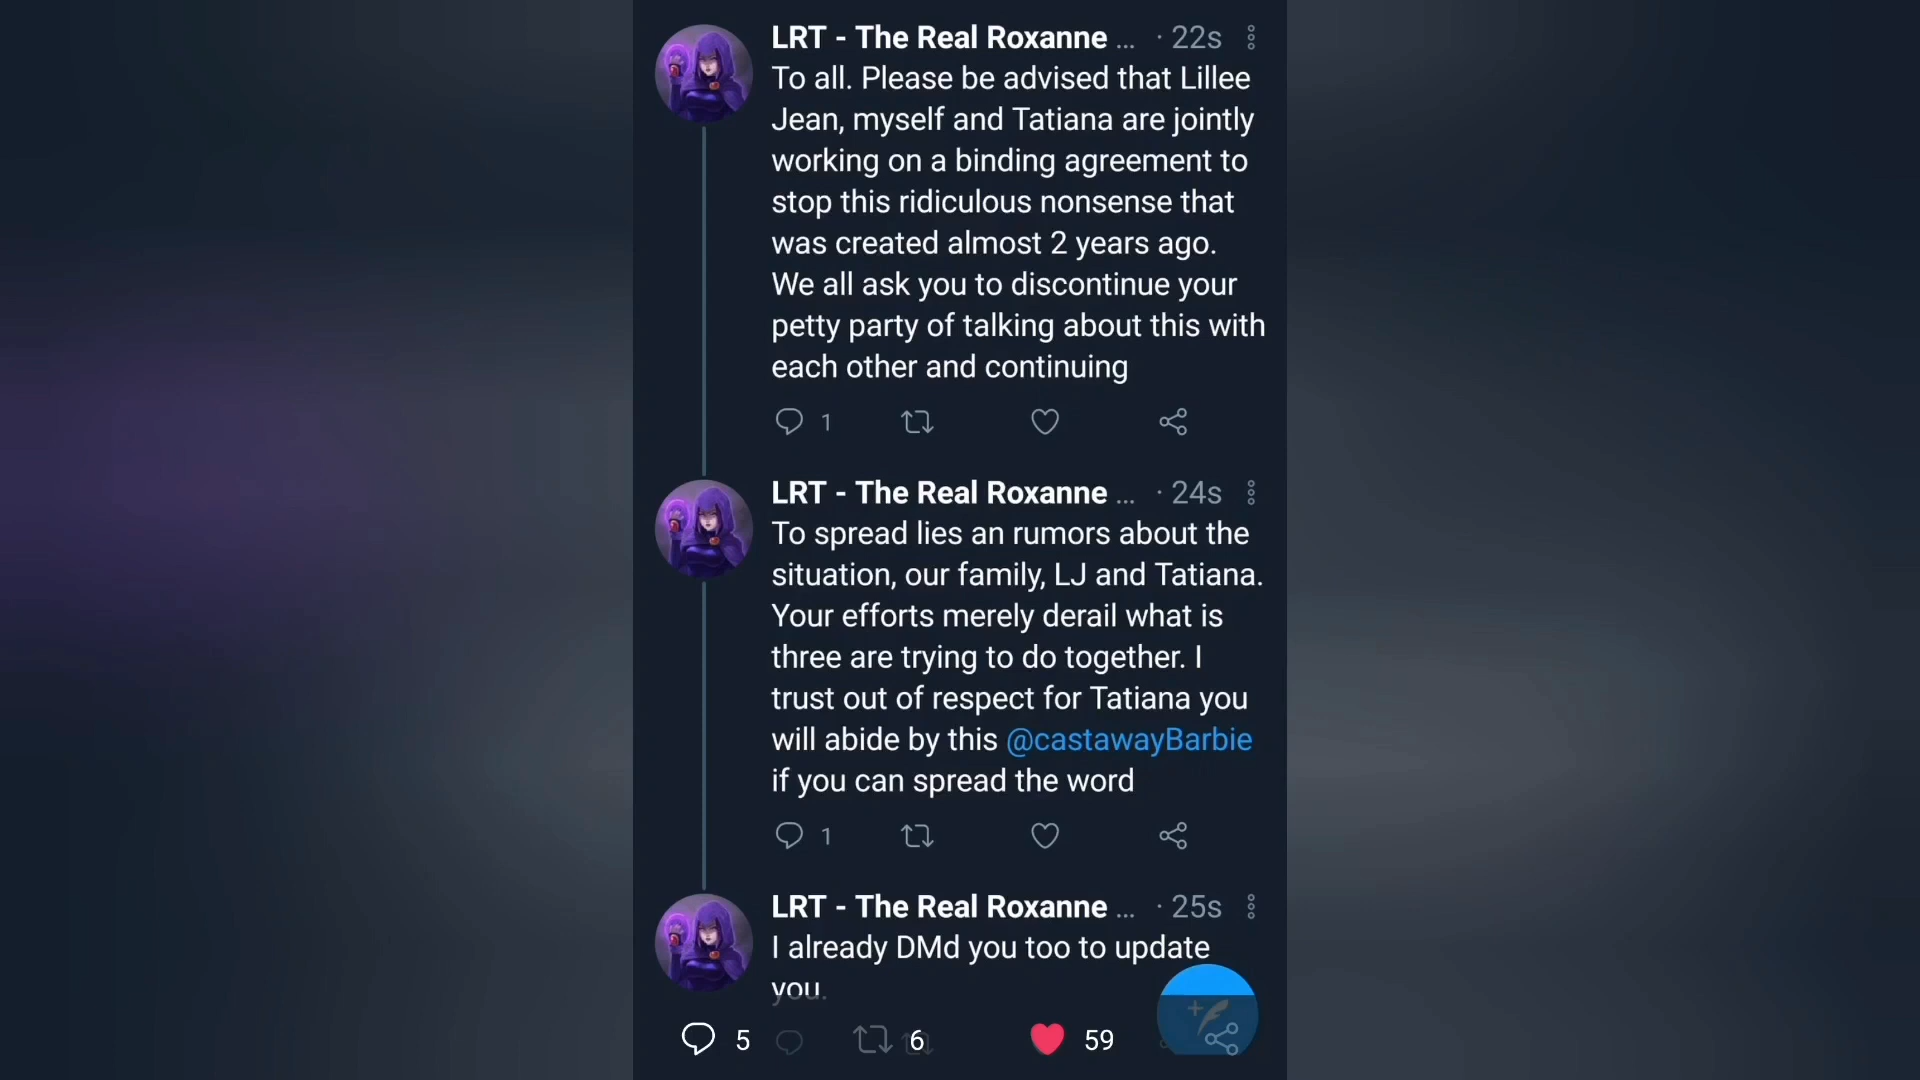 LRT - The Real Roxanne ... · 22s
To all. Please be advised that Lillee
Jean, myself and Tatiana are jointly
working on a binding agreement to
stop this ridiculous nonsense that
was created almost 2 years ago.
We all ask you to discontinue your
petty party of talking about this with
each other and continuing
1
LRT - The Real Roxanne ... · 24s
To spread lies an rumors about the
situation, our family, LJ and Tatiana.
Your efforts merely derail what is
three are trying to do together. I
trust out of respect for Tatiana you
will abide by this @castawayBarbie
if you can spread the word
1
LRT - The Real Roxanne ... · 25s
I already DMd you too to update
you.
5 6 59